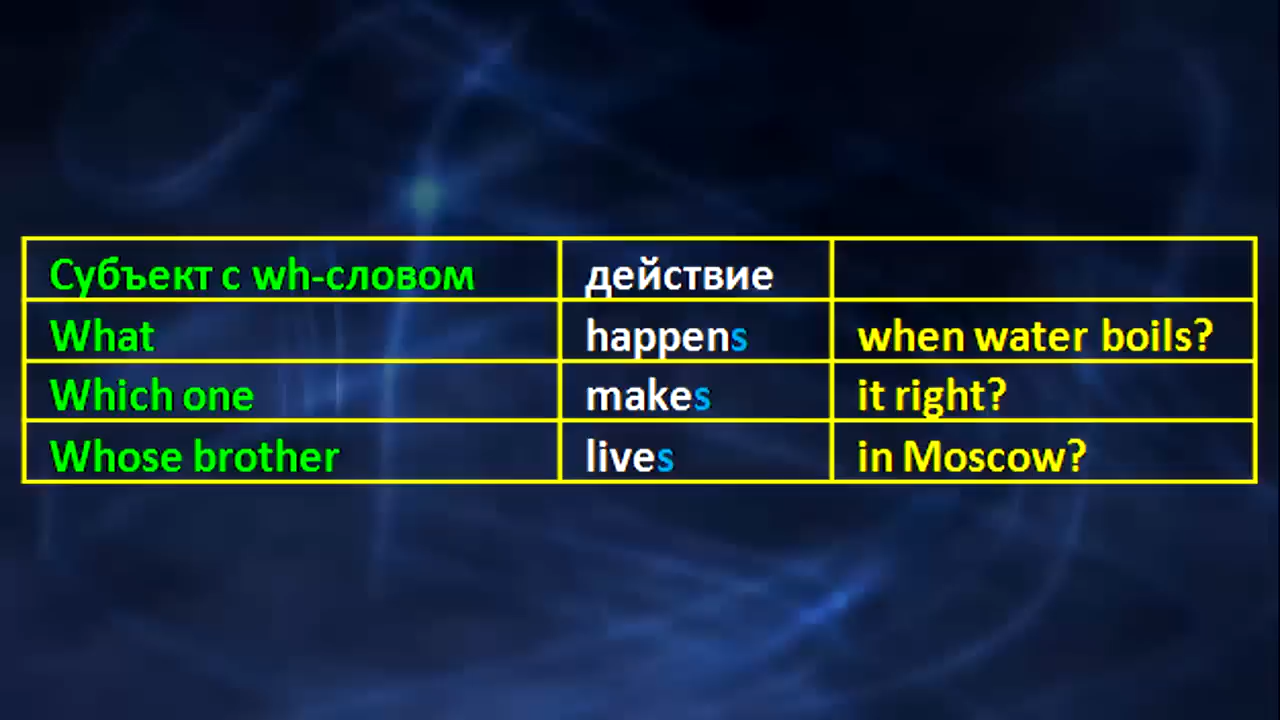 Субъект с wh-словом действие
What happens when water boils?
Which one makes it right?
Whose brother lives in Moscow?